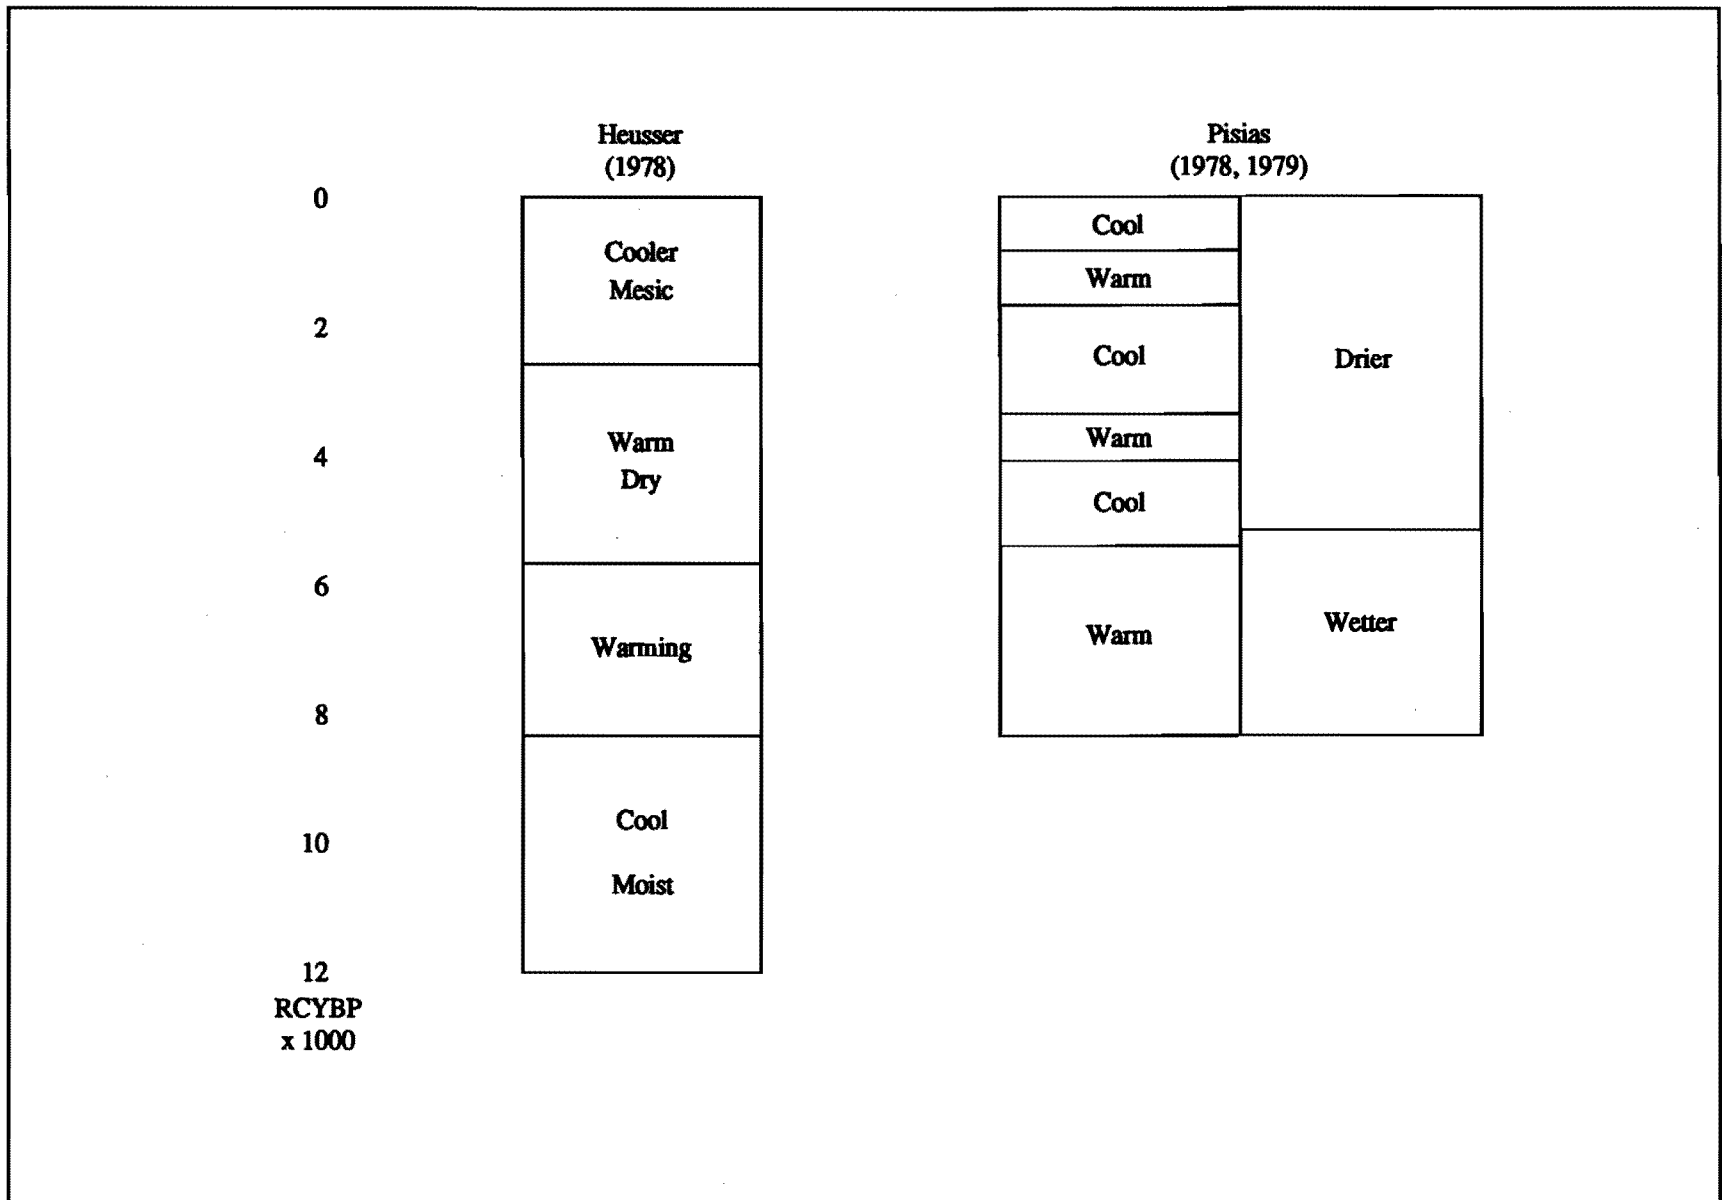 Heusser
(1978)
Pisias
(1978, 1979)
0
2
4
6
8
10
12
RCYBP
x 1000
Cooler
Mesic
Warm
Dry
Warming
Cool
Moist
Cool
Warm
Cool
Warm
Cool
Warm
Drier
Wetter